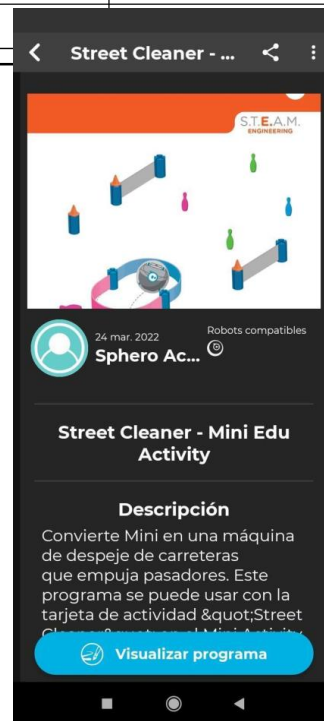 Street Cleaner - ...
S.T.E.A.M.
ENGINEERING
24 mar. 2022
Robots compatibles
Sphero Ac...
Street Cleaner - Mini Edu
Activity
Descripción
Convierte Mini en una máquina
de despeje de carreteras
que empuja pasadores. Este
programa se puede usar con la
tarjeta de actividad &quot;Street
Visualizar programa